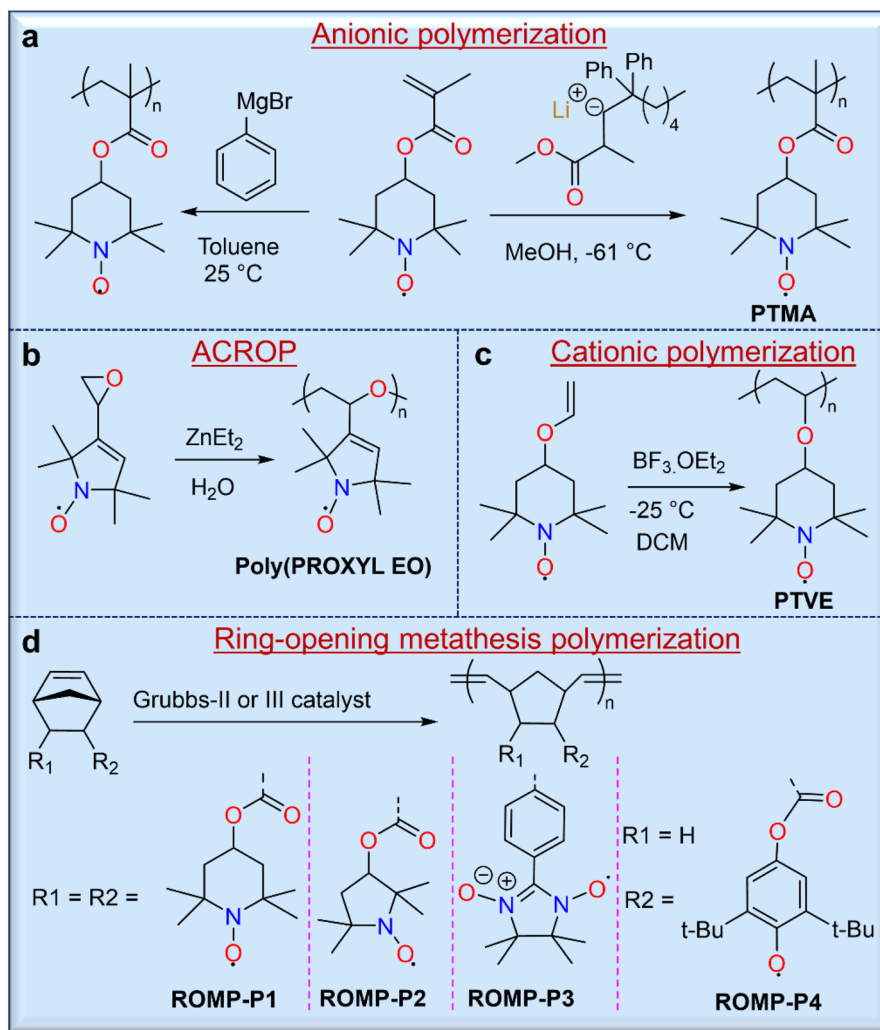 a Anionic polymerization
MgBr
Toluene
25 °C
Li
Ph Ph
4
MeOH, -61 °C
n
O O
N
O
O
O
N
O
O
O
n
O O
N
O
PTMA
b ACROP
O
N
O
ZnEt2
H2O
O
n
N
O
Poly(PROXYL EO)
c Cationic polymerization
O
N
O
BF3.OEt2
-25 °C
DCM
n
O
N
O
PTVE
d Ring-opening metathesis polymerization
R1 R2
Grubbs-II or III catalyst
n
R1 R2
R1 = R2 =
O O
N
O
ROMP-P1
O O
N
O
ROMP-P2
O N N O
ROMP-P3
R1 = H
R2 =
O
O
t-Bu t-Bu
O
ROMP-P4